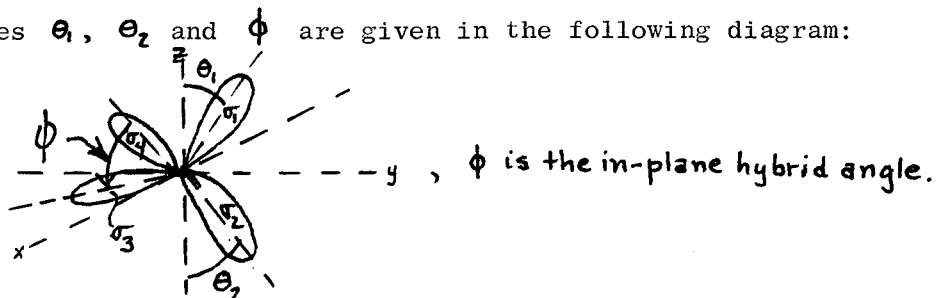 es θ₁, θ₂ and ϕ are given in the following diagram:
z
θ₁
σ₁
ϕ
σ₄
y , ϕ is the in-plane hybrid angle.
σ₂
σ₃
x
θ₂